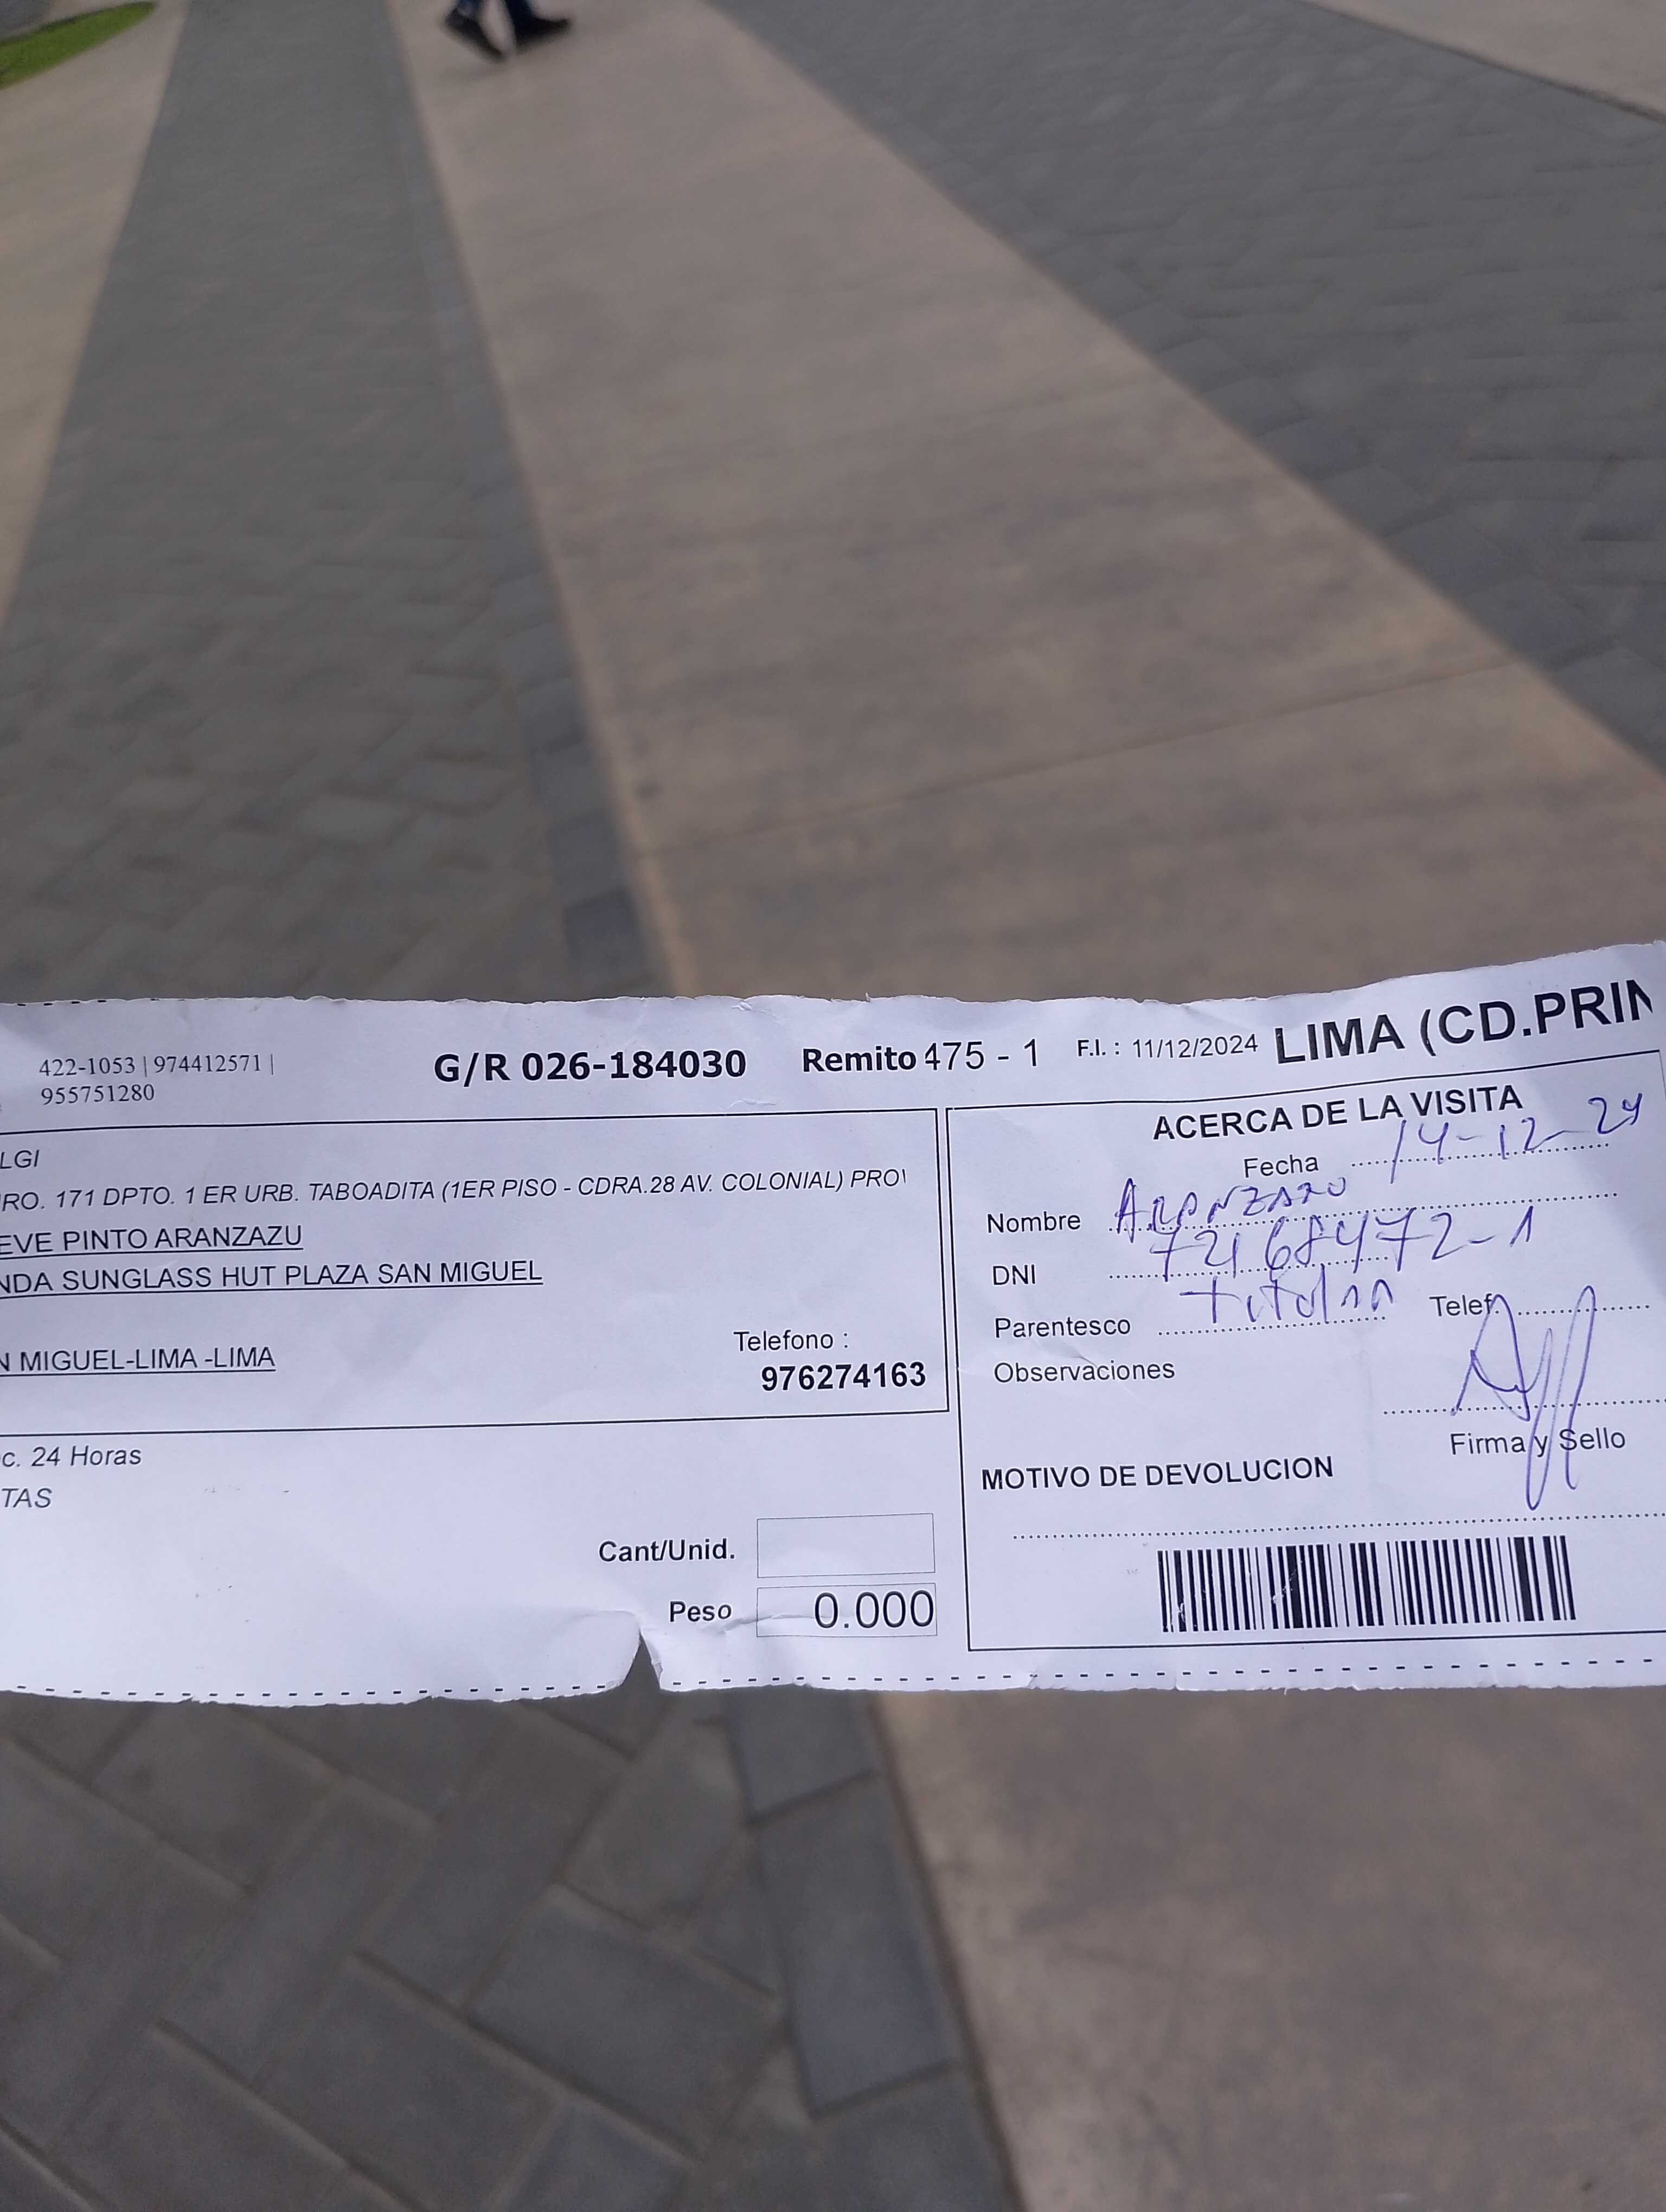 422-1053 | 974412571 |
955751280
G/R 026-184030 Remito 475 - 1 F.I. : 11/12/2024 LIMA (CD.PRIN
LGI
RO. 171 DPTO. 1 ER URB. TABOADITA (1ER PISO - CDRA.28 AV. COLONIAL) PROV
EVE PINTO ARANZAZU
NDA SUNGLASS HUT PLAZA SAN MIGUEL
N MIGUEL-LIMA -LIMA
Telefono :
976274163
c. 24 Horas
TAS
Cant/Unid.
Peso 0.000
ACERCA DE LA VISITA
Fecha 14-12-24
Nombre ARANZAZU
DNI 72168472-1
Parentesco titular Telef.
Observaciones
Firma y Sello
MOTIVO DE DEVOLUCION